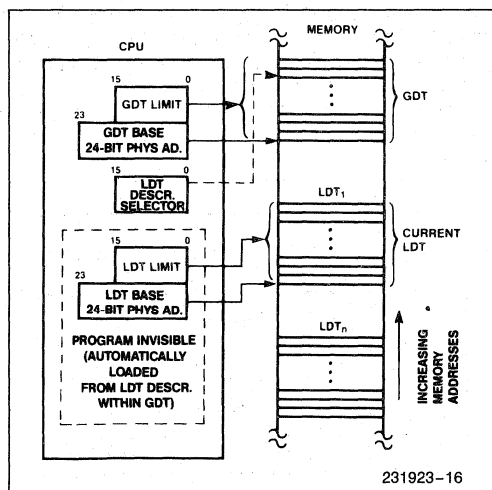 CPU
MEMORY
15 0
GDT LIMIT
23
GDT BASE
24-BIT PHYS AD.
15 0
LDT
DESCR.
SELECTOR
15 0
LDT LIMIT
23
LDT BASE
24-BIT PHYS AD.
PROGRAM INVISIBLE
(AUTOMATICALLY
LOADED
FROM LDT DESCR.
WITHIN GDT)
GDT
LDT1
CURRENT
LDT
LDTn
INCREASING
MEMORY
ADDRESSES
231923-16